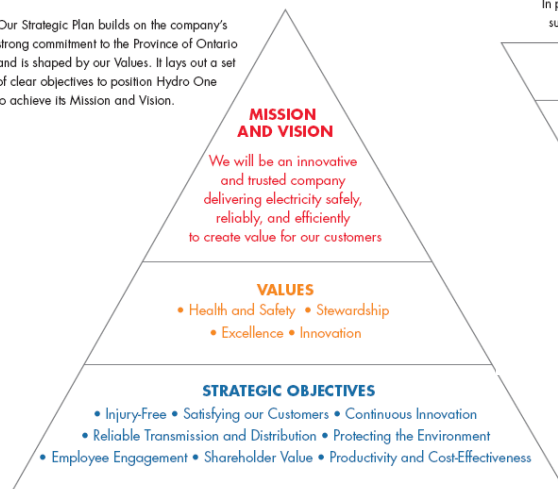 Our Strategic Plan builds on the company's
strong commitment to the Province of Ontario
and is shaped by our Values. It lays out a set
of clear objectives to position Hydro One
to achieve its Mission and Vision.
In p
su
MISSION
AND VISION
We will be an innovative
and trusted company
delivering electricity safely,
reliably, and efficiently
to create value for our customers
VALUES
• Health and Safety • Stewardship
• Excellence • Innovation
STRATEGIC OBJECTIVES
• Injury-Free • Satisfying our Customers • Continuous Innovation
• Reliable Transmission and Distribution • Protecting the Environment
• Employee Engagement • Shareholder Value • Productivity and Cost-Effectiveness